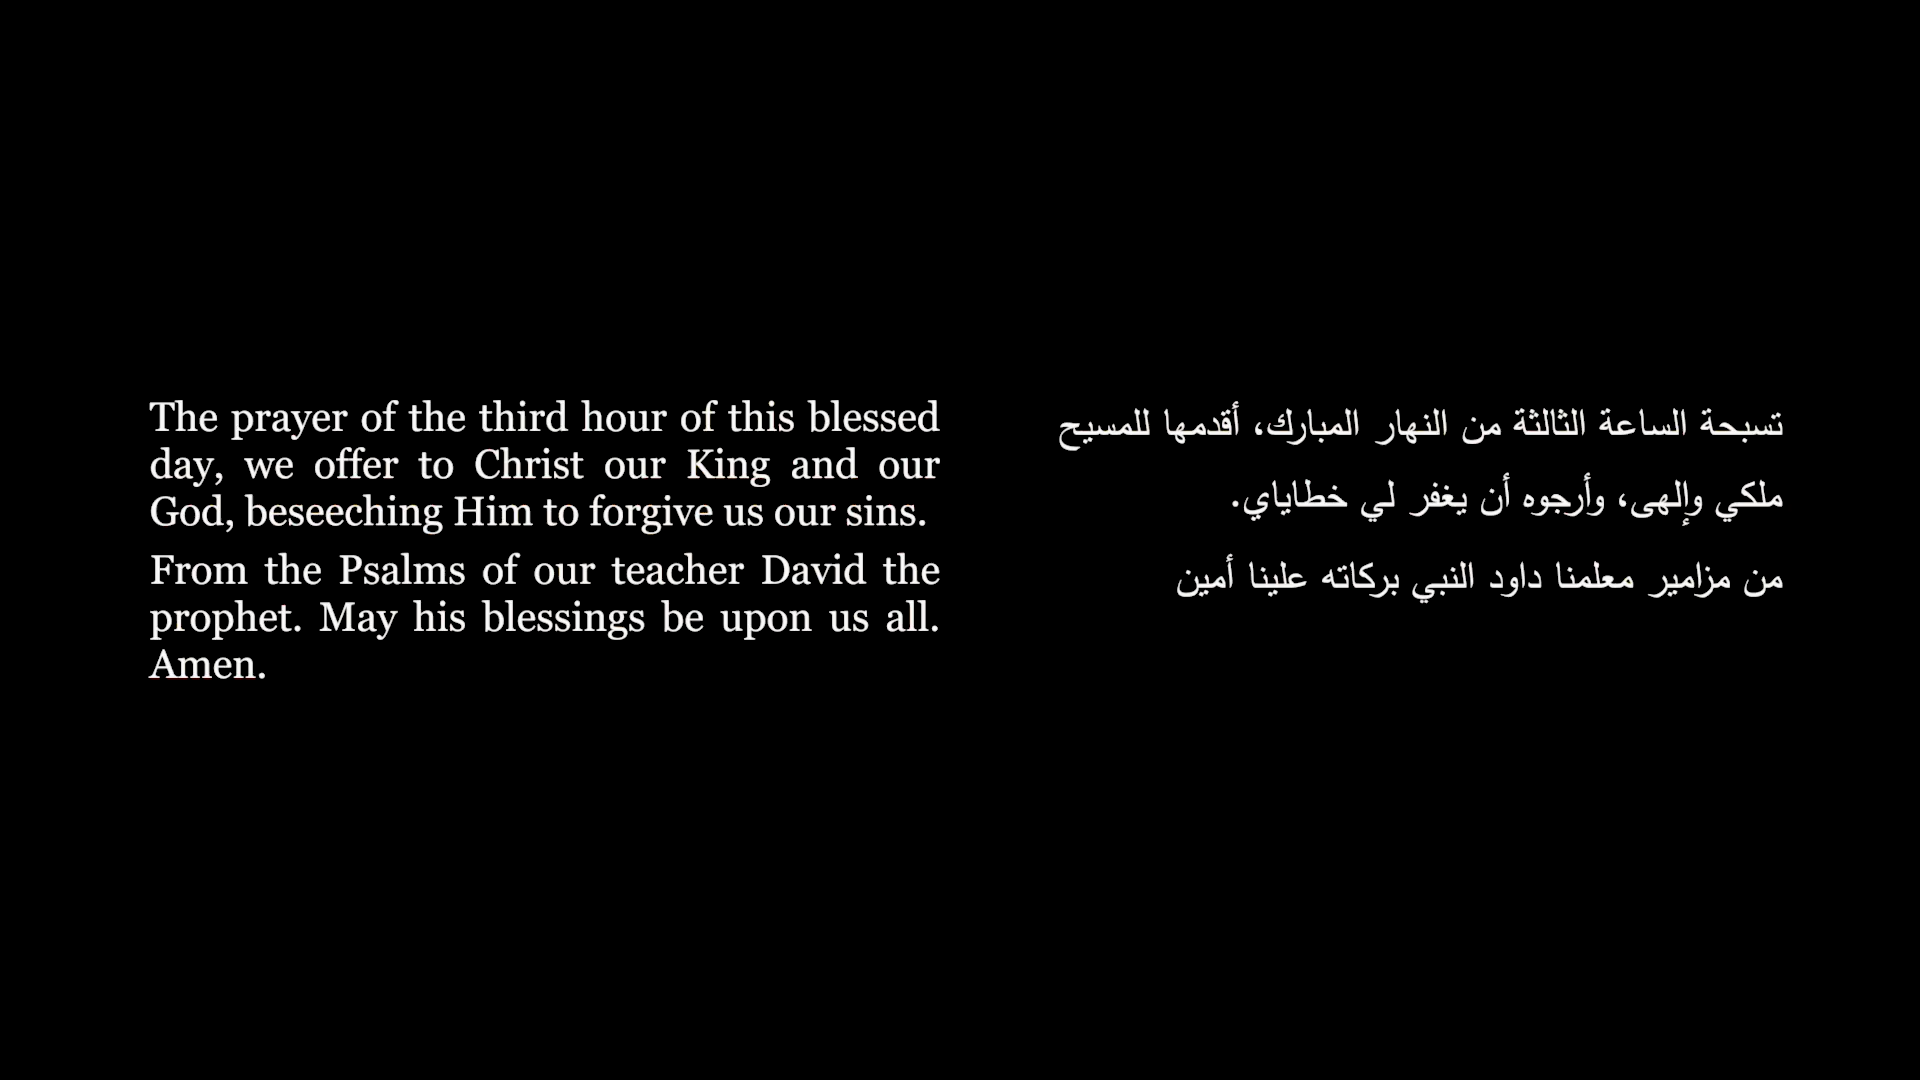 The prayer of the third hour of this blessed
day, we offer to Christ our King and our
God, beseeching Him to forgive us our sins.
From the Psalms of our teacher David the
prophet. May his blessings be upon us all.
Amen.
تسبحة الساعة الثالثة من النهار المبارك، أقدمها للمسيح
ملكي وإلهى، وأرجوه أن يغفر لي خطاياي.
من مزامير معلمنا داود النبي بركاته علينا أمين